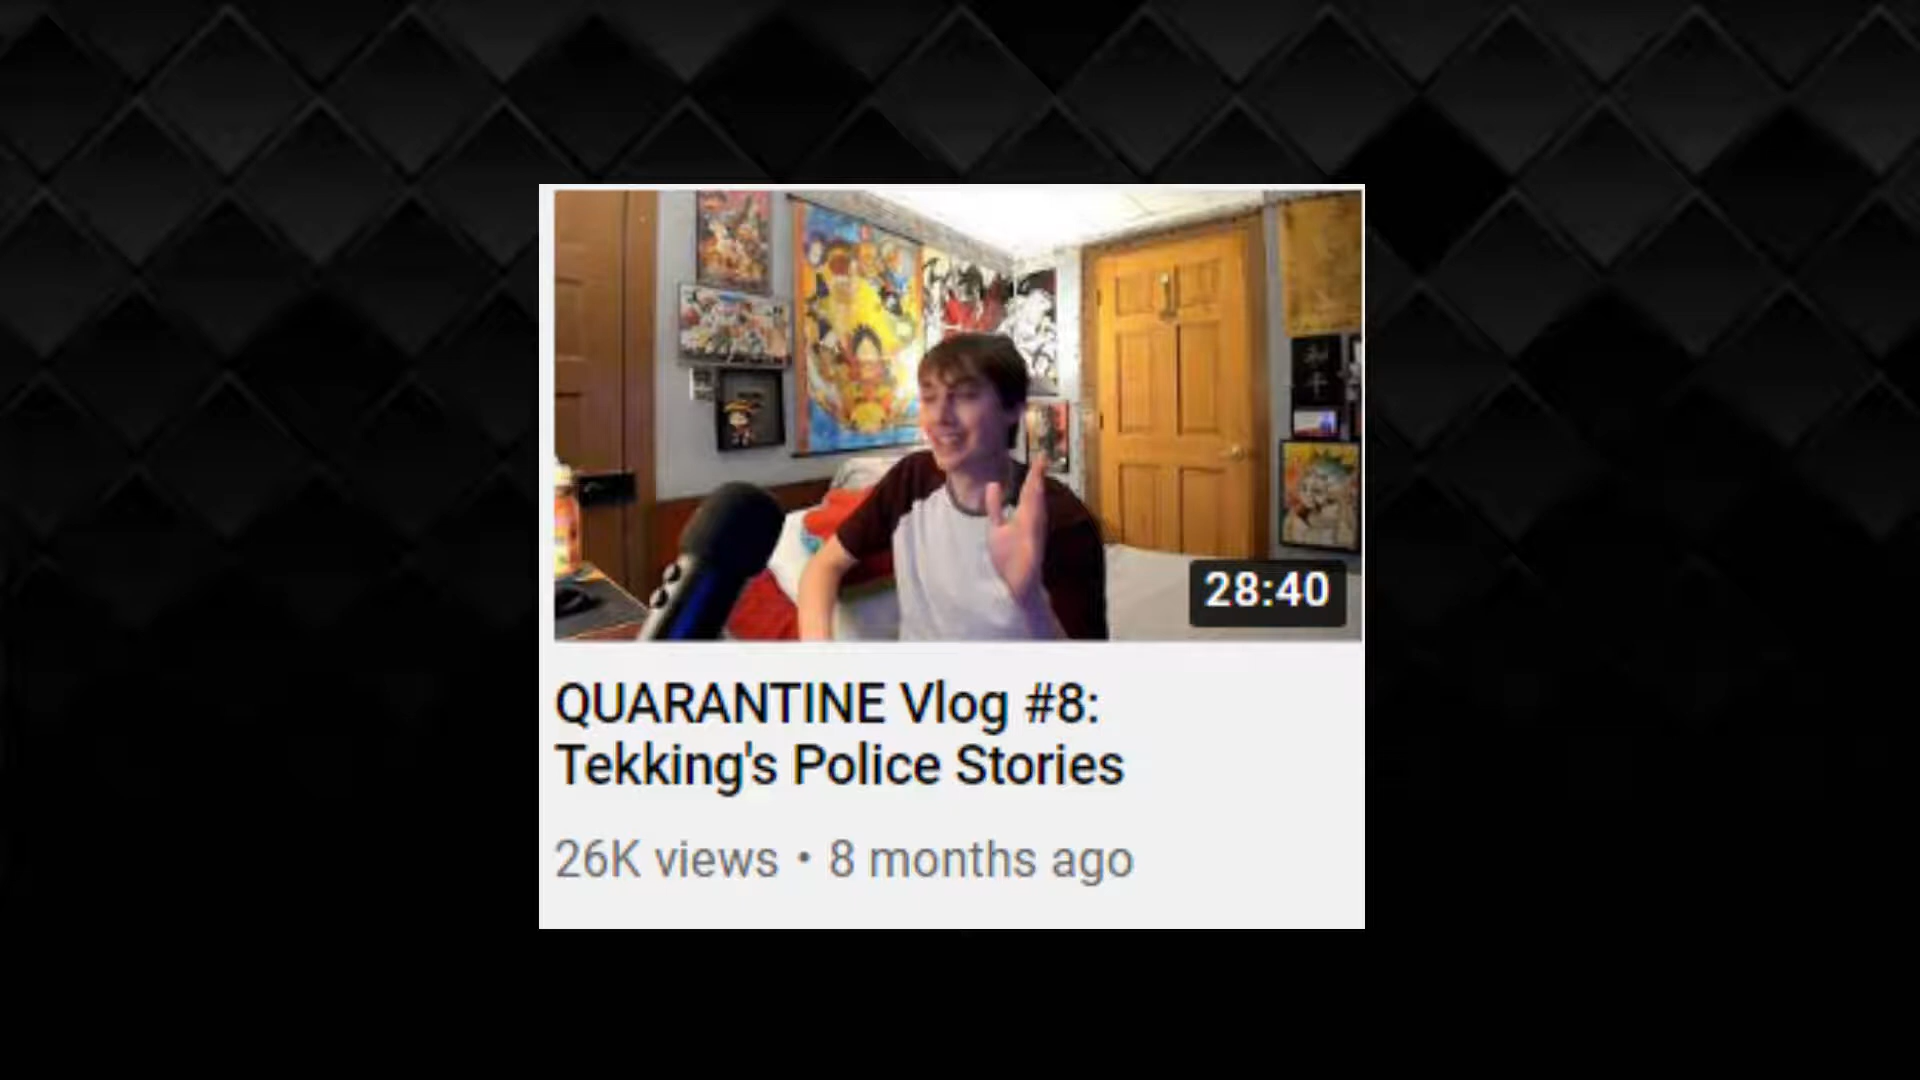 28:40
QUARANTINE Vlog #8:
Tekking's Police Stories
26K views • 8 months ago